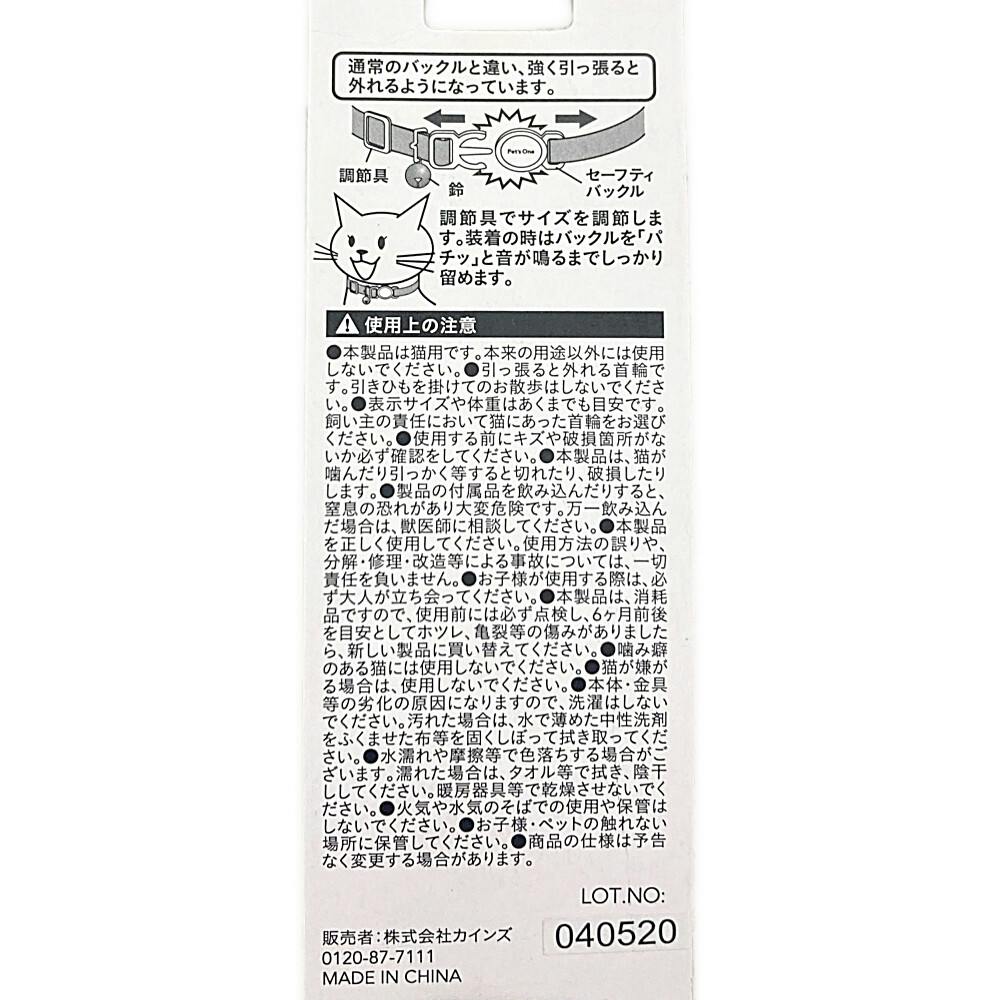 通常のバックルと違い、強く引っ張ると
外れるようになっています。
Pet's One
調節具
鈴
セーフティ
バックル
調節具でサイズを調節しま
す。装着の時はバックルを「パ
チッ」と音が鳴るまでしっかり
留めます。
使用上の注意
●本製品は猫用です。本来の用途以外には使用
しないでください。●引っ張ると外れる首輪で
す。引きひもを掛けてのお散歩はしないでくださ
い。●表示サイズや体重はあくまでも目安です。
飼い主の責任において猫にあった首輪をお選び
ください。●使用する前にキズや破損箇所がな
いか必ず確認をしてください。●本製品は、猫が
噛んだり引っかく等すると切れたり、破損したり
します。●製品の付属品を飲み込んだりすると、
窒息の恐れがあり大変危険です。万一飲み込ん
だ場合は、獣医師に相談してください。●本製品
を正しく使用してください。使用方法の誤りや、
分解・修理・改造等による事故については、一切
責任を負いません。●お子様が使用する際は、必
ず大人が立ち会ってください。●本製品は、消耗
品ですので、使用前には必ず点検し、6ヶ月前後
を目安としてホツレ、亀裂等の傷みがありました
ら、新しい製品に買い替えてください。●噛み癖
のある猫には使用しないでください。●猫が嫌が
る場合は、使用しないでください。●本体・金具
等の劣化の原因になりますので、洗濯はしない
でください。汚れた場合は、水で薄めた中性洗剤
をふくませた布等を固くしぼって拭き取ってくだ
さい。●水濡れや摩擦等で色落ちする場合がご
ざいます。濡れた場合は、タオル等で拭き、陰干
ししてください。暖房器具等で乾燥させないでく
ださい。●火気や水気のそばでの使用や保管は
しないでください。●お子様・ペットの触れない
場所に保管してください。●商品の仕様は予告
なく変更する場合があります。
LOT.NO:
040520
販売者:株式会社カインズ
0120-87-7111
MADE IN CHINA